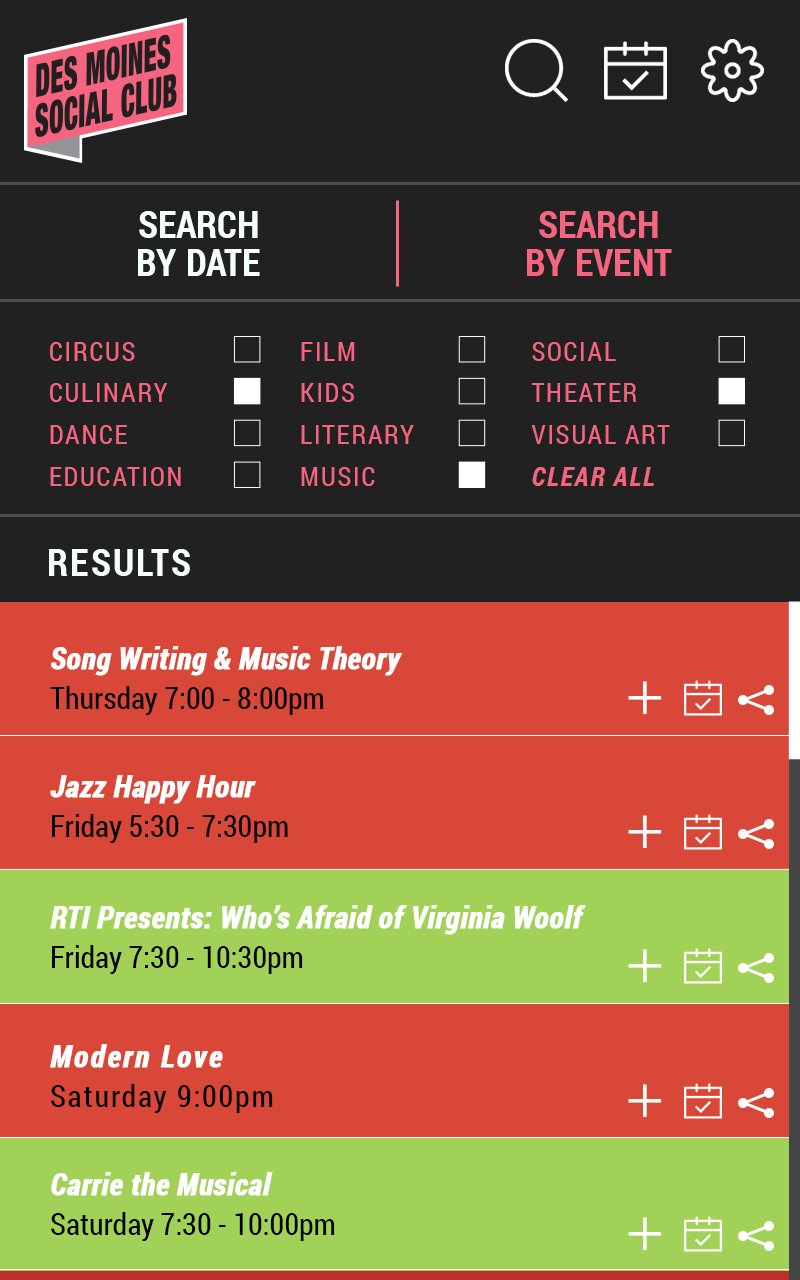 DES MOINES
SOCIAL CLUB
SEARCH
BY DATE
SEARCH
BY EVENT
CIRCUS
FILM
SOCIAL
CULINARY
KIDS
THEATER
DANCE
LITERARY
VISUAL ART
EDUCATION
MUSIC
CLEAR ALL
RESULTS
Song Writing & Music Theory
Thursday 7:00 - 8:00pm
Jazz Happy Hour
Friday 5:30 - 7:30pm
RTI Presents: Who’s Afraid of Virginia Woolf
Friday 7:30 - 10:30pm
Modern Love
Saturday 9:00pm
Carrie the Musical
Saturday 7:30 - 10:00pm